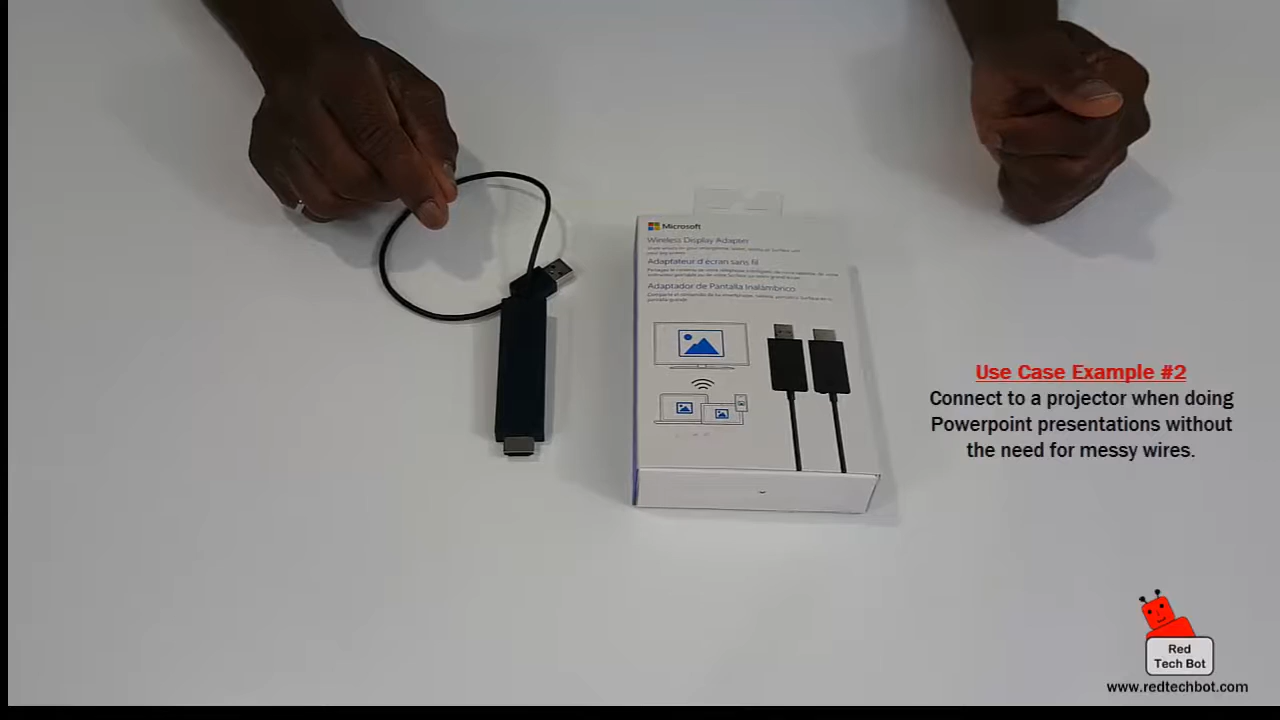 Microsoft
Wireless Display Adapter
Adaptateur d'écran sans fil
Adaptador de Pantalla Inalámbrico
Use Case Example #2
Connect to a projector when doing
Powerpoint presentations without
the need for messy wires.
Red
Tech Bot
www.redtechbot.com